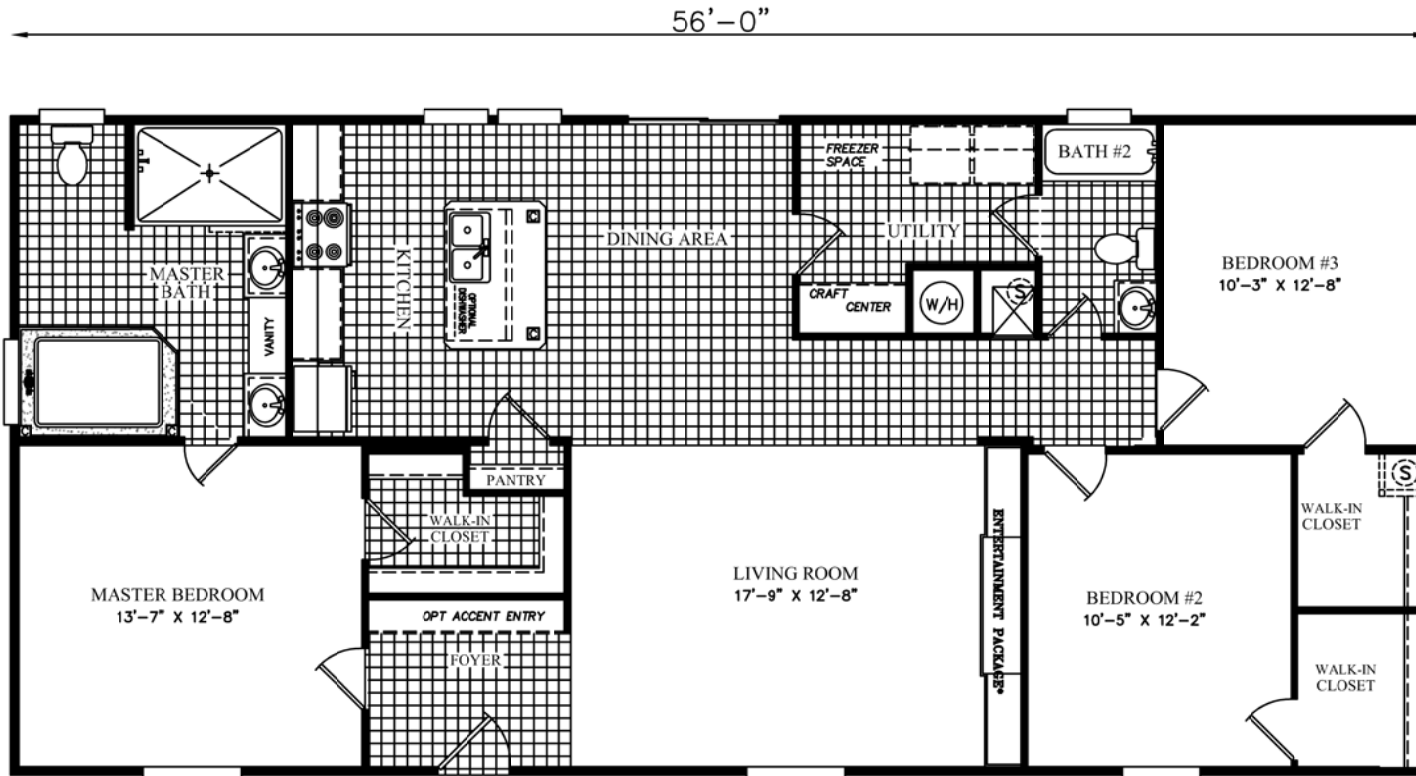 56'-0"
FREEZER
SPACE
BATH #2
MASTER
BATH
KITCHEN
DINING AREA
UTILITY
BEDROOM #3
10'-3" X 12'-8"
OPTIONAL
DISHWASHER
CRAFT
CENTER
W/H
S
VANITY
PANTRY
S
WALK-IN
CLOSET
WALK-IN
CLOSET
ENTERTAINMENT PACKAGE*
LIVING ROOM
17'-9" X 12'-8"
MASTER BEDROOM
13'-7" X 12'-8"
BEDROOM #2
10'-5" X 12'-2"
OPT ACCENT ENTRY
FOYER
WALK-IN
CLOSET